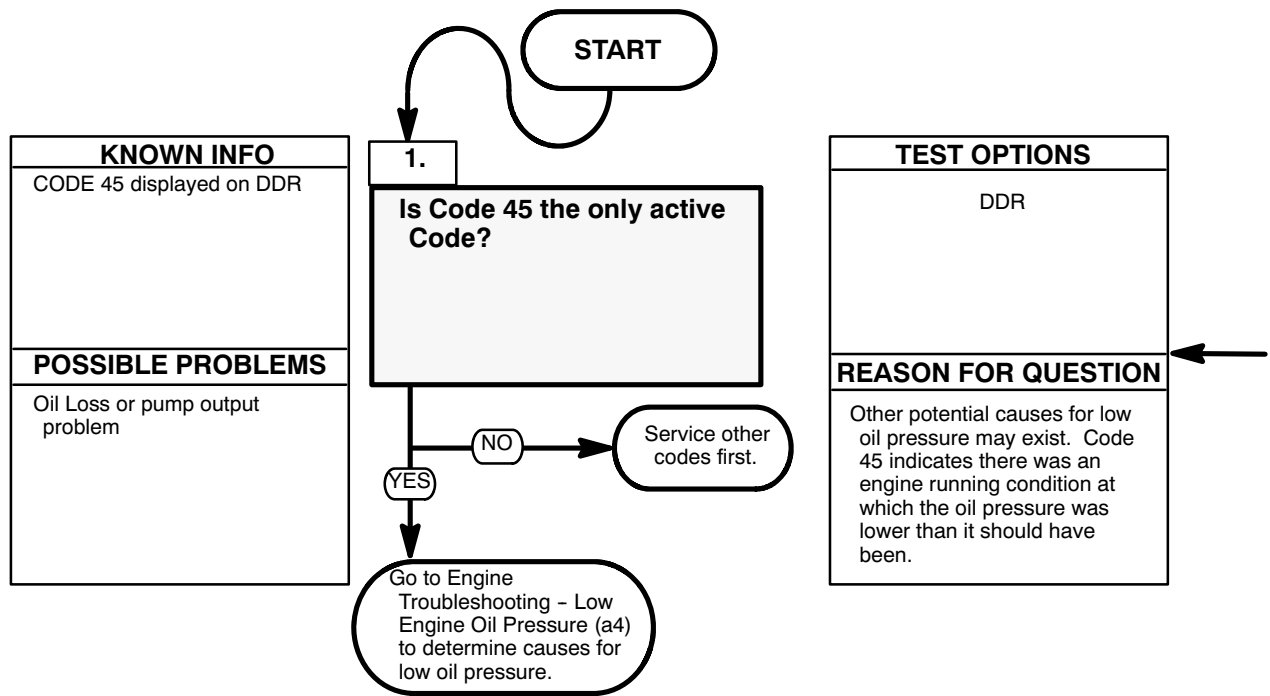 START
KNOWN INFO
CODE 45 displayed on DDR
POSSIBLE PROBLEMS
Oil Loss or pump output
problem
1.
Is Code 45 the only active
Code?
NO
Service other
codes first.
YES
Go to Engine
Troubleshooting – Low
Engine Oil Pressure (a4)
to determine causes for
low oil pressure.
TEST OPTIONS
DDR
REASON FOR QUESTION
Other potential causes for low
oil pressure may exist. Code
45 indicates there was an
engine running condition at
which the oil pressure was
lower than it should have
been.